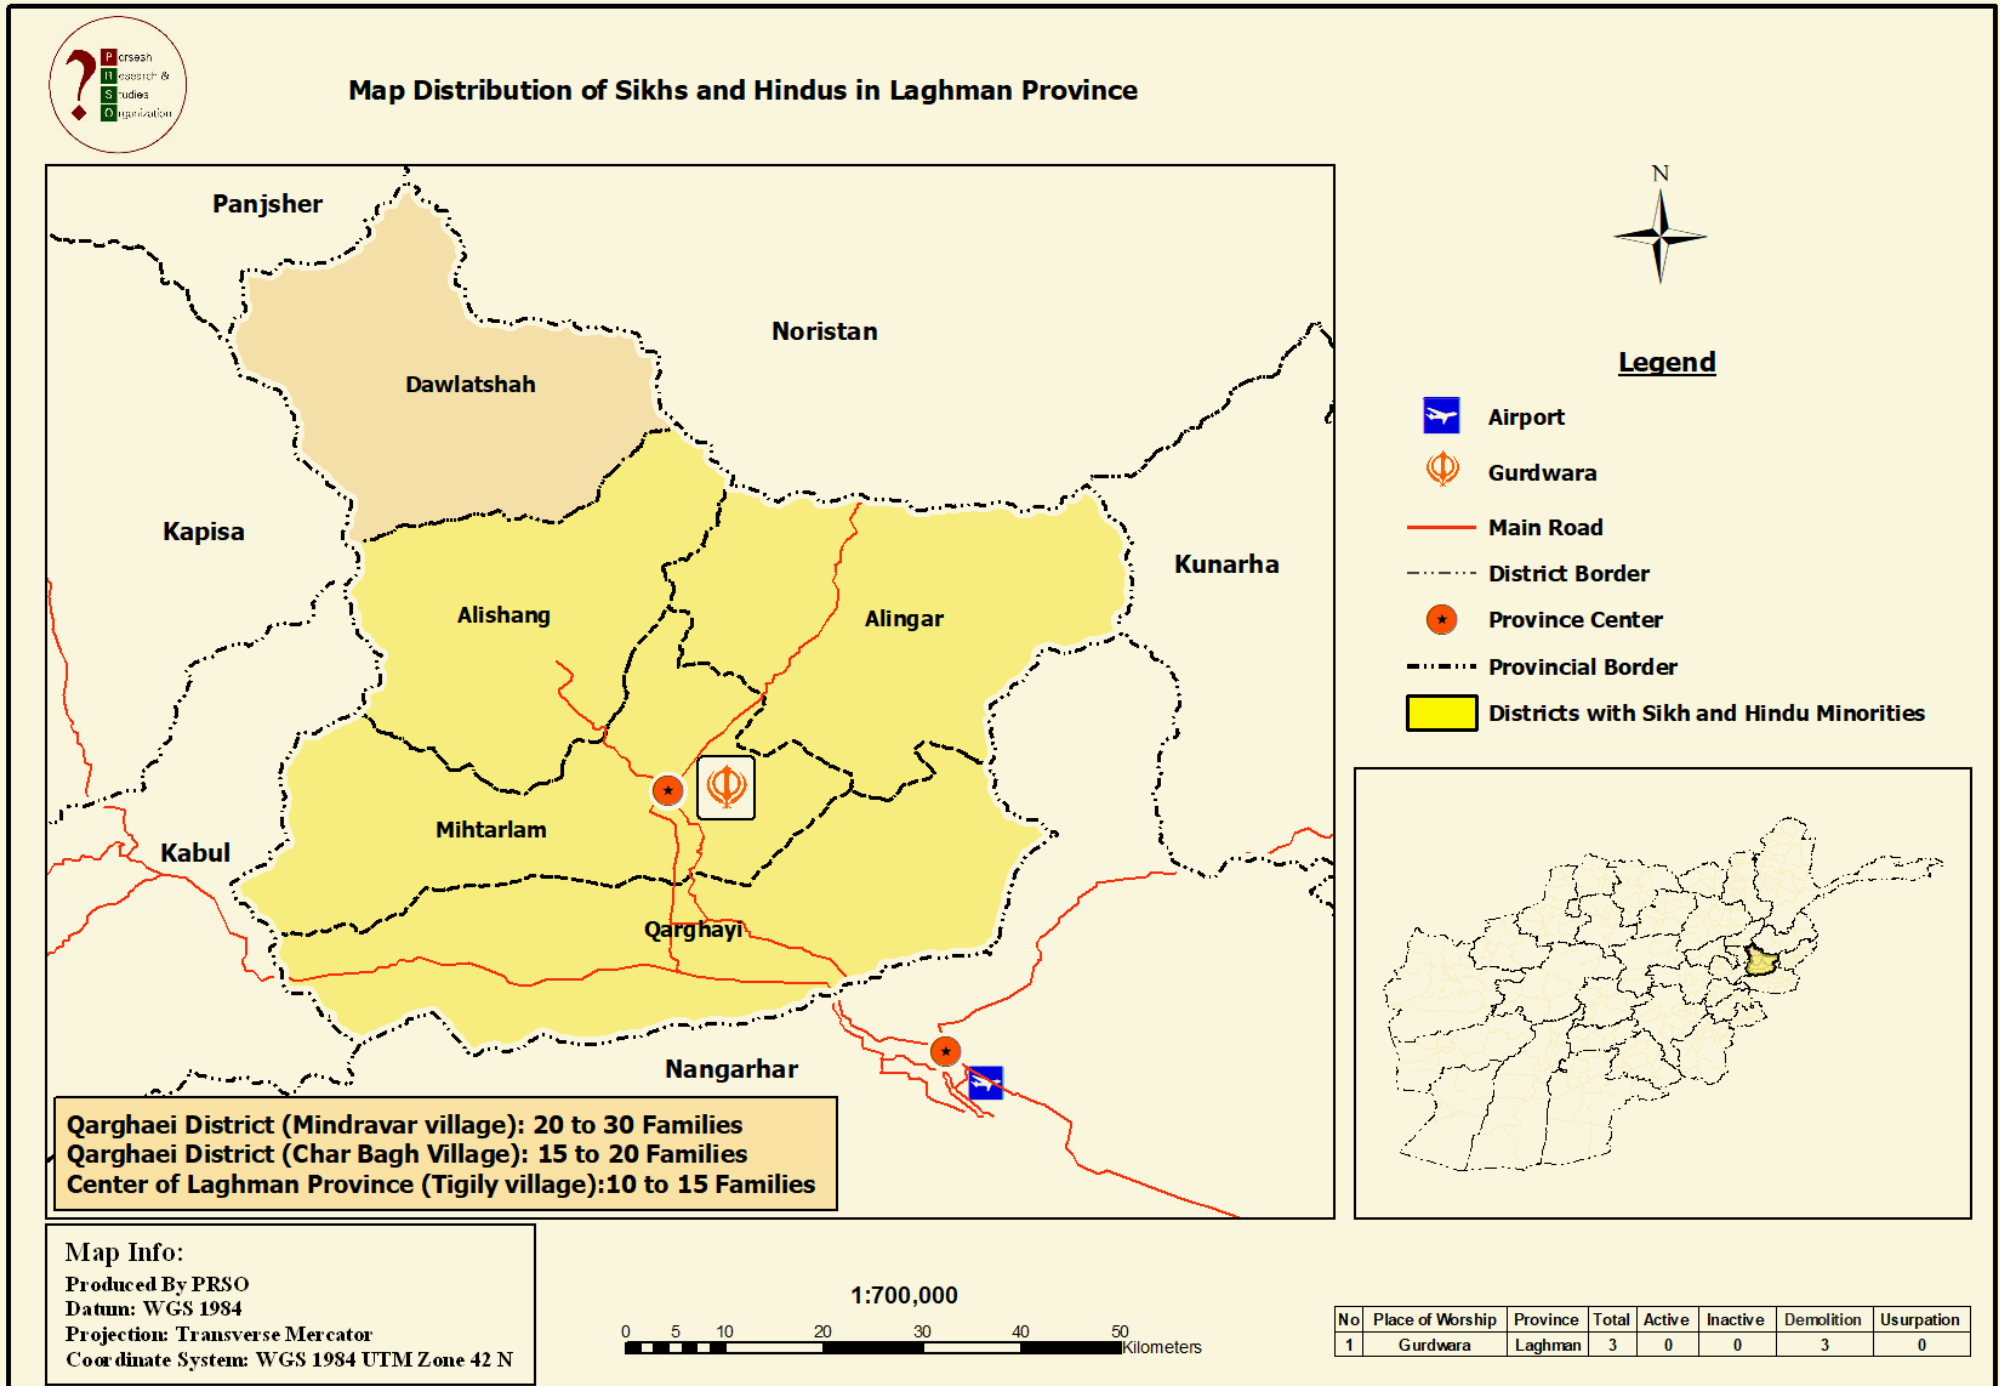 Porsesh
Research &
Studies
Organization
Map Distribution of Sikhs and Hindus in Laghman Province
Panjsher
Noristan
Dawlatshah
Kapisa
Kunarha
Alishang
Alingar
Mihtarlam
Kabul
Qarghayi
Nangarhar
Qarghaei District (Mindravar village): 20 to 30 Families
Qarghaei District (Char Bagh Village): 15 to 20 Families
Center of Laghman Province (Tigily village):10 to 15 Families
N
Legend
Airport
Gurdwara
Main Road
District Border
Province Center
Provincial Border
Districts with Sikh and Hindu Minorities
Map Info:
Produced By PRSO
Datum: WGS 1984
Projection: Transverse Mercator
Coordinate System: WGS 1984 UTM Zone 42 N
1:700,000
0 5 10 20 30 40 50
Kilometers
No Place of Worship Province Total Active Inactive Demolition Usurpation
1 Gurdwara Laghman 3 0 0 3 0